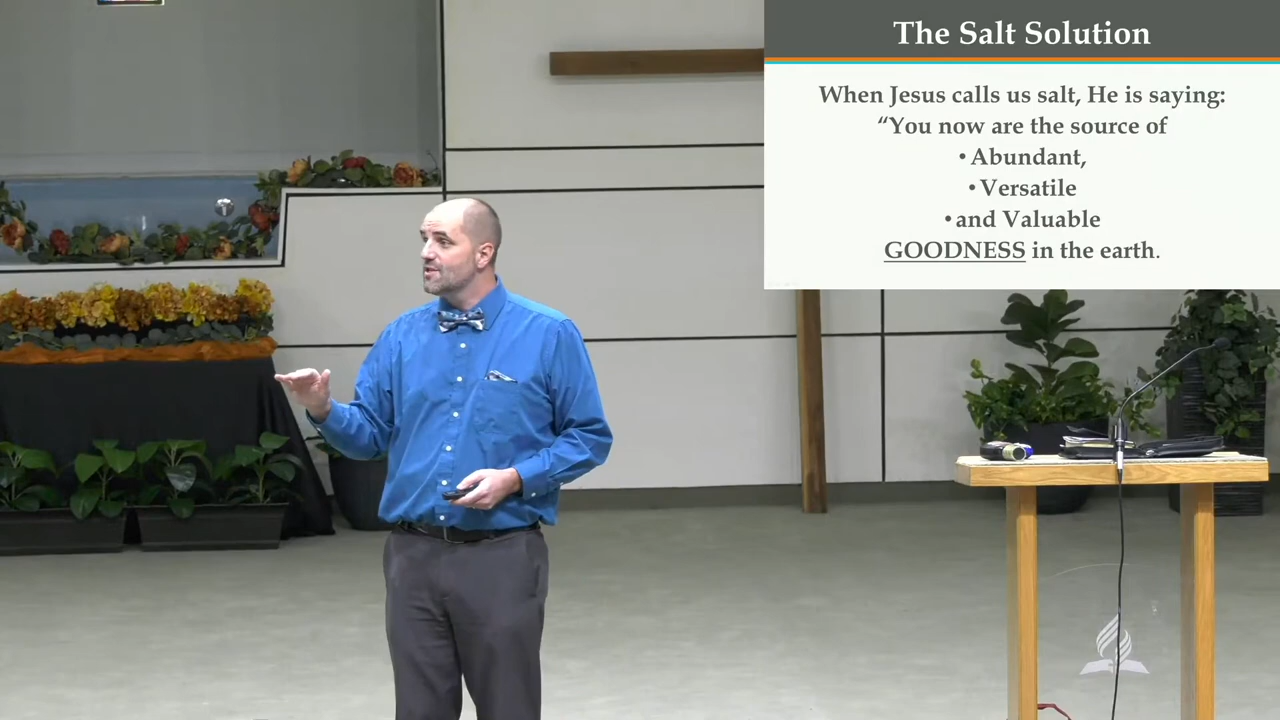 The Salt Solution
When Jesus calls us salt, He is saying:
“You now are the source of
• Abundant,
• Versatile
• and Valuable
GOODNESS in the earth.